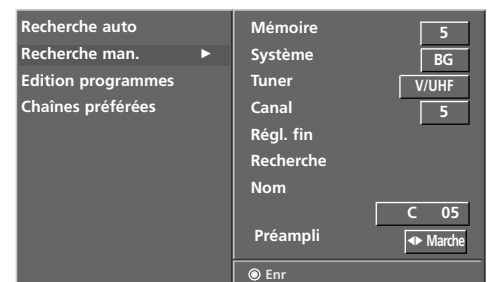 Recherche auto
Recherche man. ►
Edition programmes
Chaînes préférées
Mémoire 5
Système BG
Tuner V/UHF
Canal 5
Régl. fin
Recherche
Nom
C 05
Préampli ◄► Marche
◉ Enr